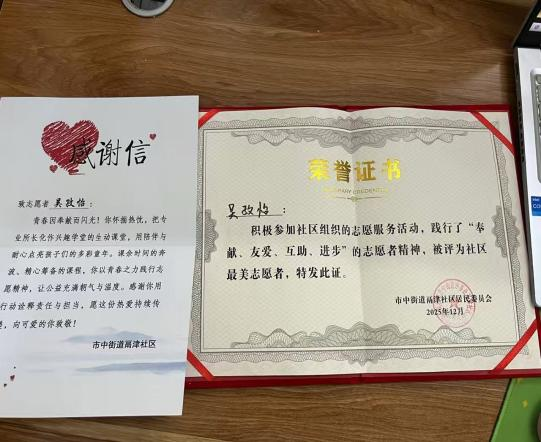 感谢信
致志愿者 吴孜怡：
青春因奉献而闪光！你怀揣热忱，把
专业所长化作兴趣学堂的生动课堂，用陪伴与
耐心点亮孩子们的多彩童年。课余时间的奔
波、精心筹备的课程，你以青春之力践行志
愿精神，让公益充满朝气与温度。感谢你用
行动诠释责任与担当，愿这份热爱持续传
，向可爱的你致敬！
市中街道鬲津社区
荣誉证书
HONORARY CREDENTIAL
吴孜怡：
积极参加社区组织的志愿服务活动，践行了“奉
献、友爱、互助、进步”的志愿者精神，被评为社区
最美志愿者，特发此证。
市中街道鬲津社区居民委员会
2025年12月